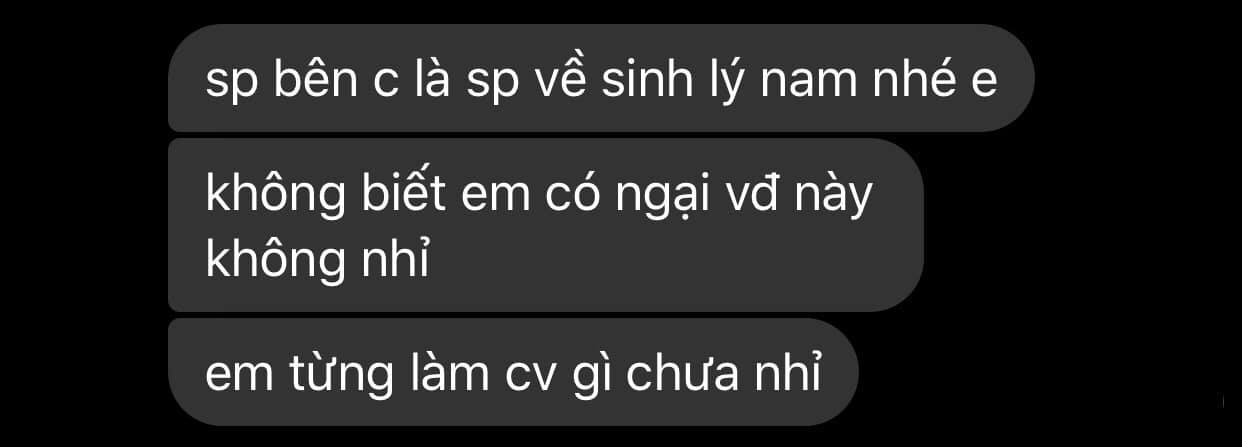 sp bên c là sp về sinh lý nam nhé e
không biết em có ngại vđ này
không nhỉ
em từng làm cv gì chưa nhỉ